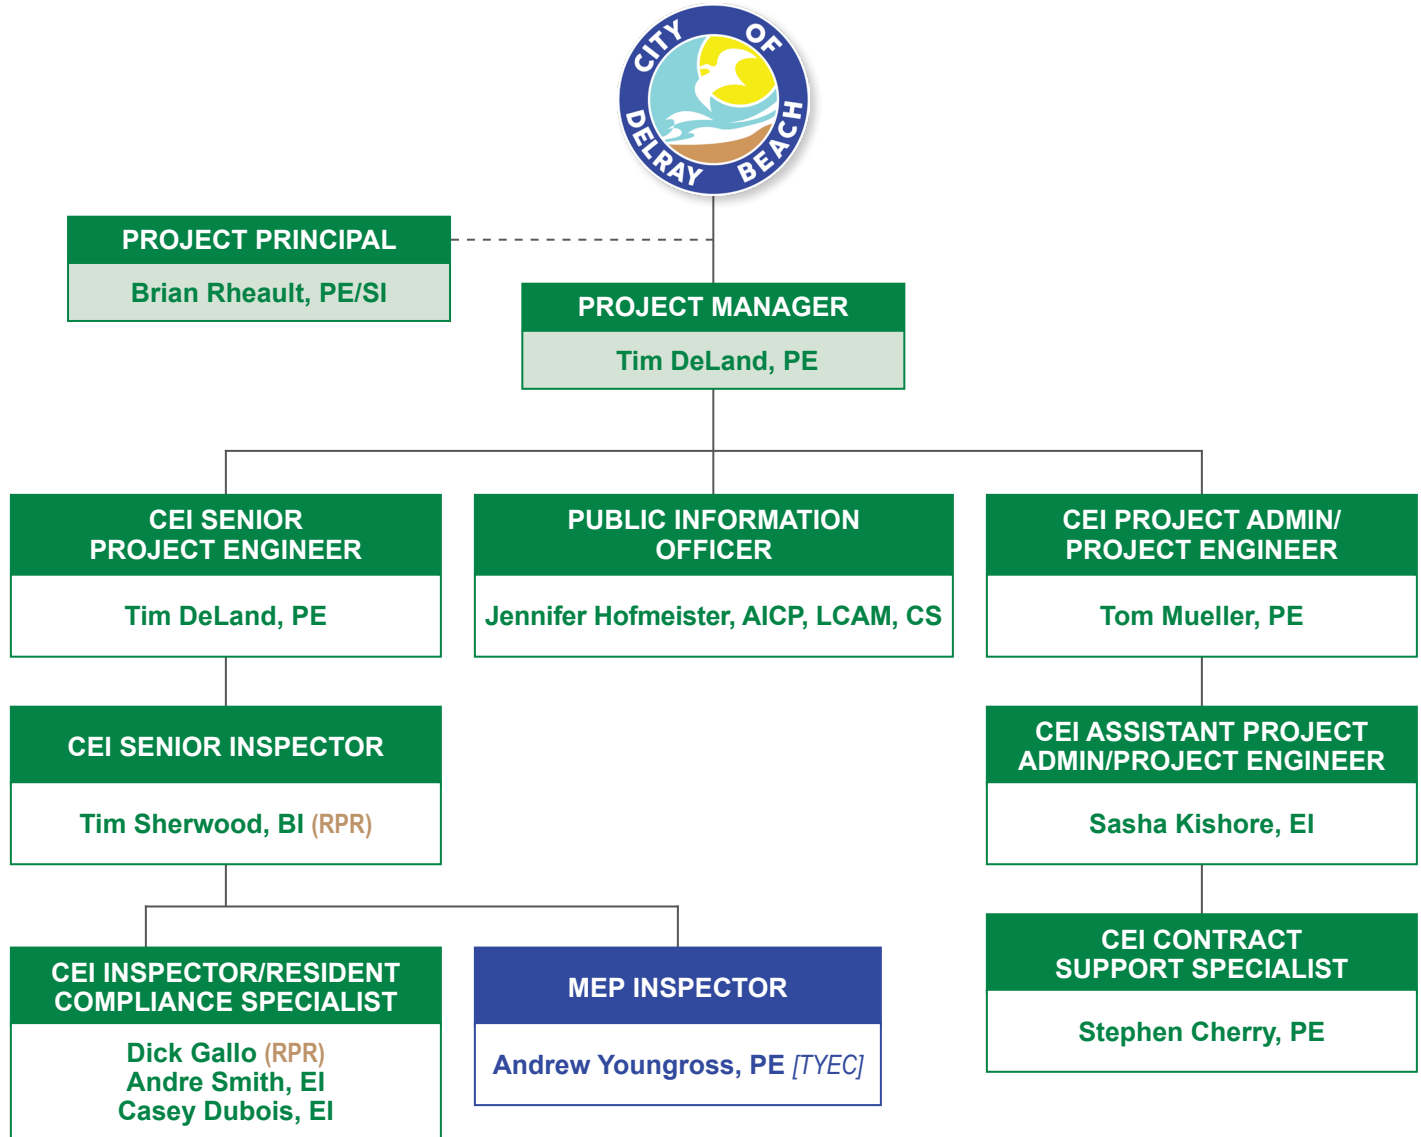 CITY OF
DELRAY BEACH
PROJECT PRINCIPAL
Brian Rheault, PE/SI
PROJECT MANAGER
Tim DeLand, PE
CEI SENIOR
PROJECT ENGINEER
Tim DeLand, PE
PUBLIC INFORMATION
OFFICER
Jennifer Hofmeister, AICP, LCAM, CS
CEI PROJECT ADMIN/
PROJECT ENGINEER
Tom Mueller, PE
CEI SENIOR INSPECTOR
Tim Sherwood, BI (RPR)
CEI ASSISTANT PROJECT
ADMIN/PROJECT ENGINEER
Sasha Kishore, EI
CEI INSPECTOR/RESIDENT
COMPLIANCE SPECIALIST
Dick Gallo (RPR)
Andre Smith, EI
Casey Dubois, EI
MEP INSPECTOR
Andrew Youngross, PE [TYEC]
CEI CONTRACT
SUPPORT SPECIALIST
Stephen Cherry, PE